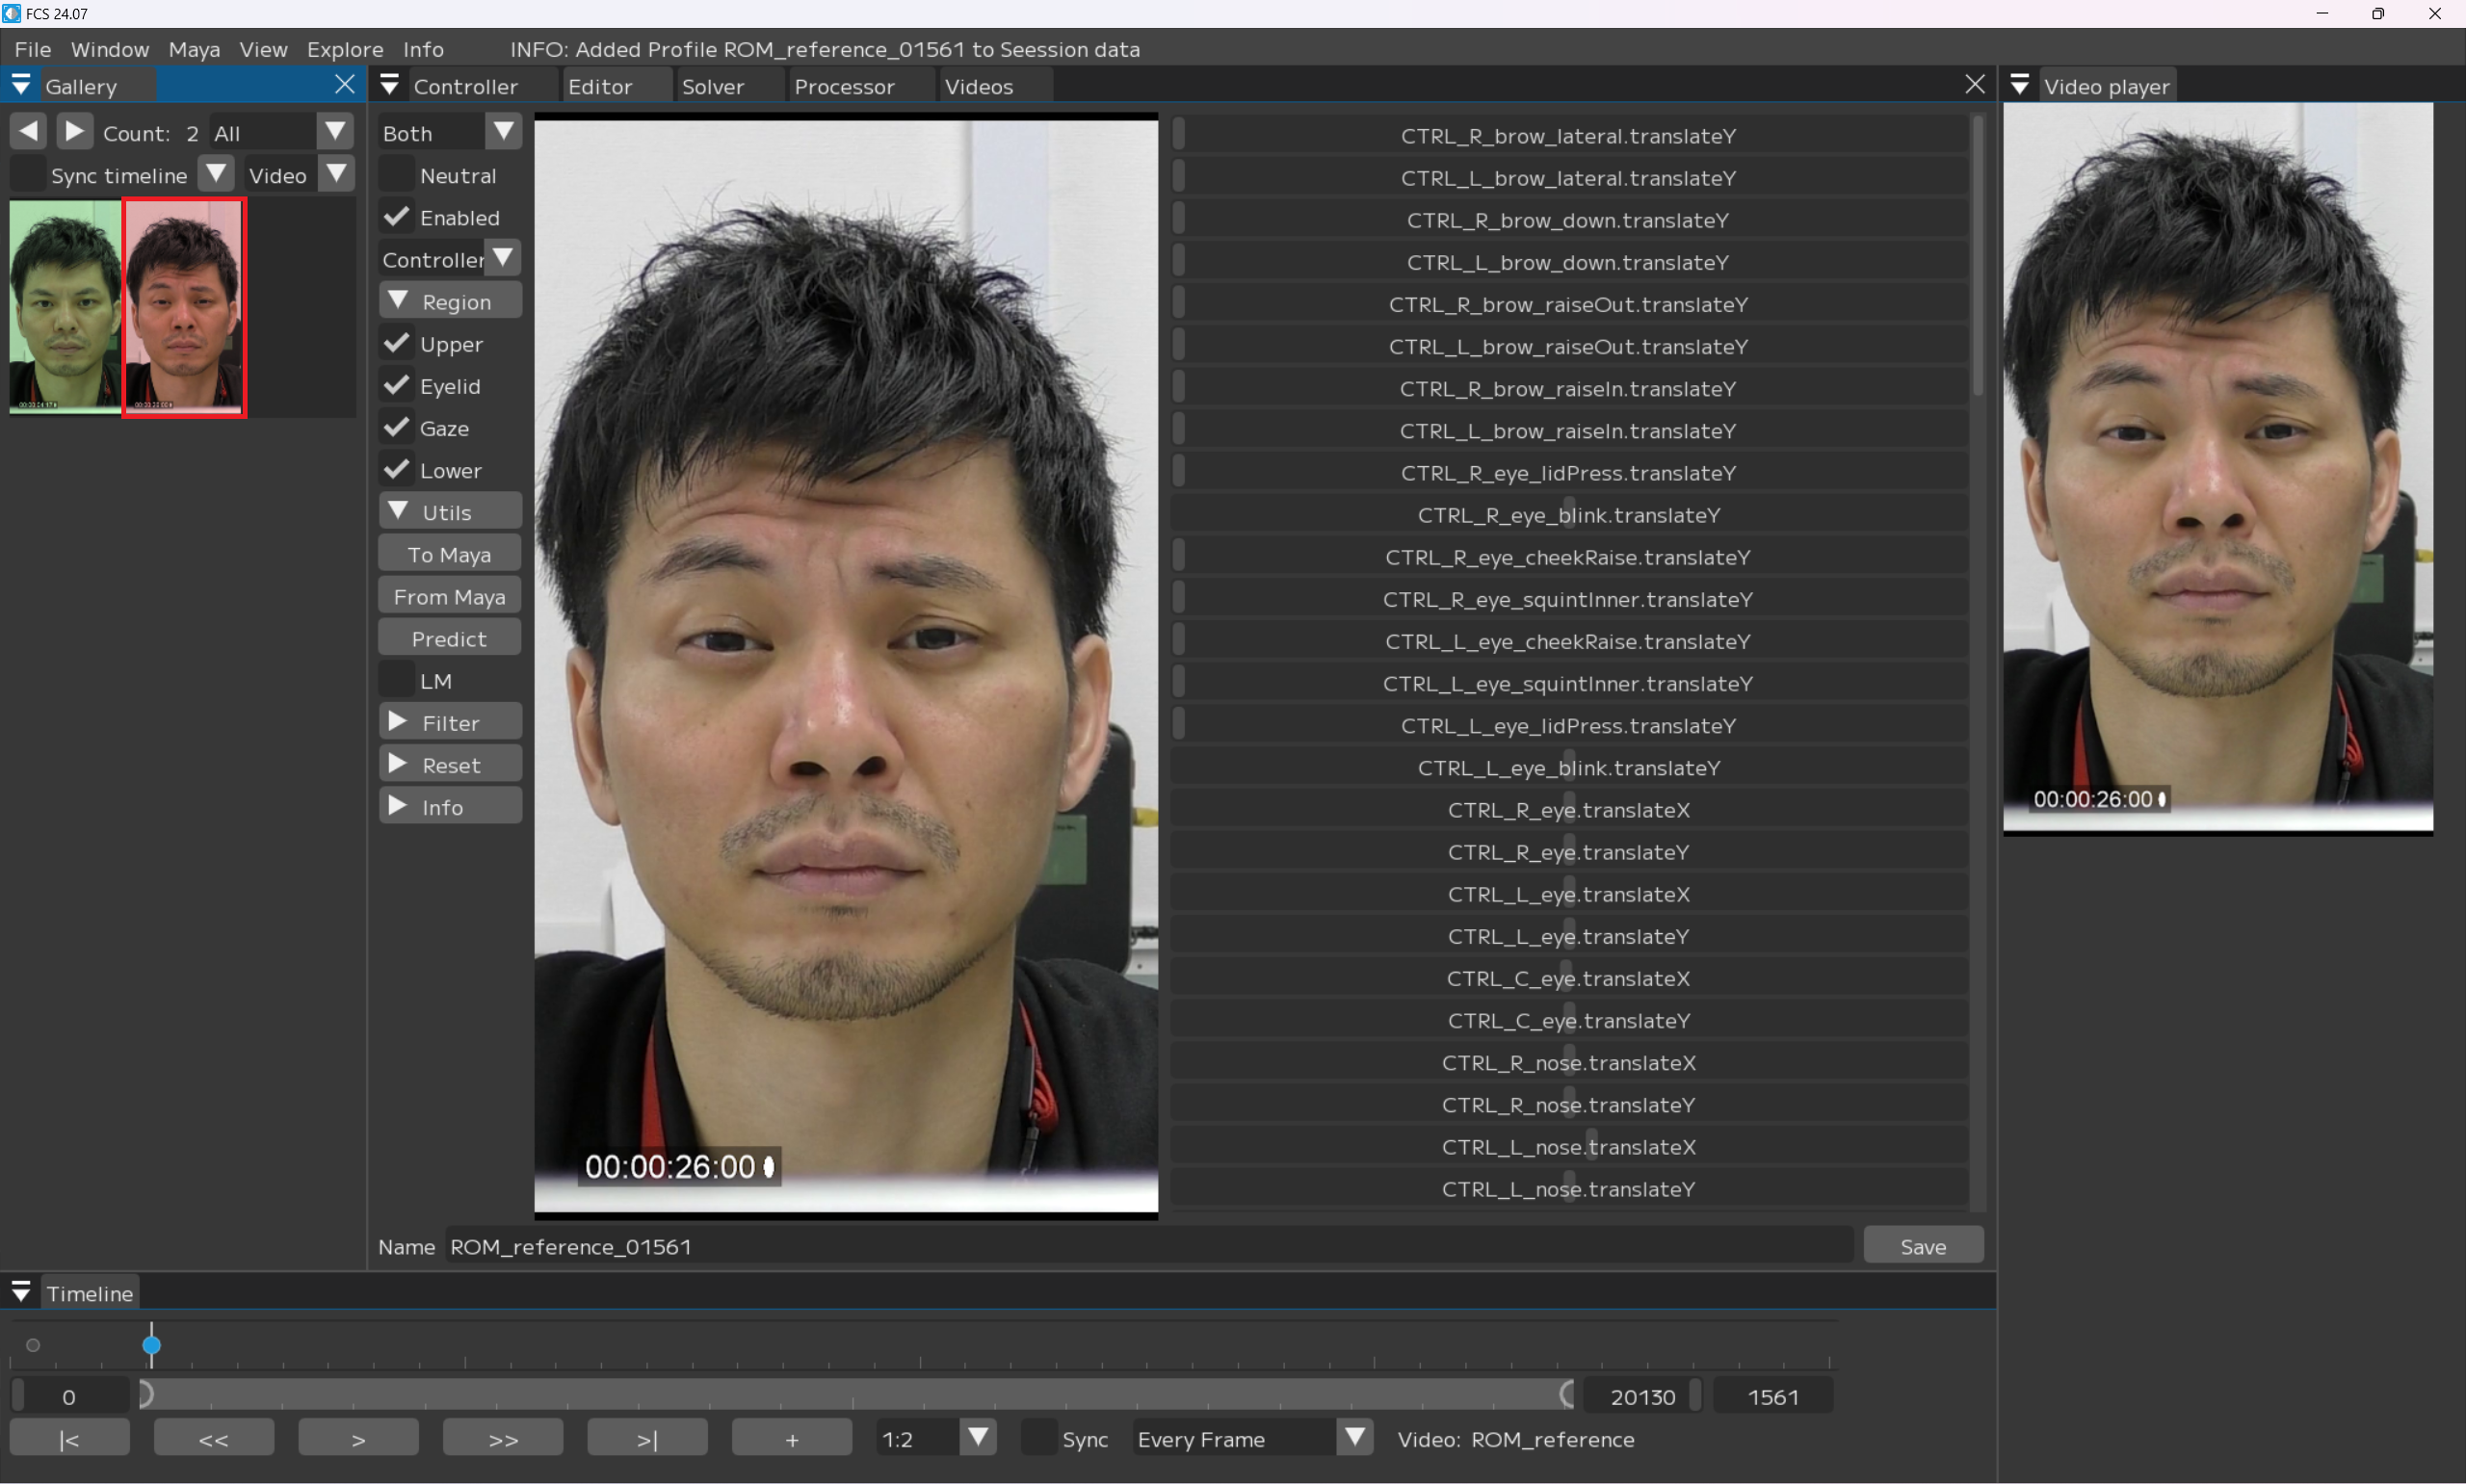 FCS 24.07
File Window Maya View Explore Info INFO: Added Profile ROM_reference_01561 to Seession data
Gallery
Count: 2 All
Sync timeline Video
Controller Editor Solver Processor Videos
Both
Neutral
Enabled
Controller
Region
Upper
Eyelid
Gaze
Lower
Utils
To Maya
From Maya
Predict
LM
Filter
Reset
Info
00:00:26:00
CTRL_R_brow_lateral.translateY
CTRL_L_brow_lateral.translateY
CTRL_R_brow_down.translateY
CTRL_L_brow_down.translateY
CTRL_R_brow_raiseOut.translateY
CTRL_L_brow_raiseOut.translateY
CTRL_R_brow_raiseIn.translateY
CTRL_L_brow_raiseIn.translateY
CTRL_R_eye_lidPress.translateY
CTRL_R_eye_blink.translateY
CTRL_R_eye_cheekRaise.translateY
CTRL_R_eye_squintInner.translateY
CTRL_L_eye_cheekRaise.translateY
CTRL_L_eye_squintInner.translateY
CTRL_L_eye_lidPress.translateY
CTRL_L_eye_blink.translateY
CTRL_R_eye.translateX
CTRL_R_eye.translateY
CTRL_L_eye.translateX
CTRL_L_eye.translateY
CTRL_C_eye.translateX
CTRL_C_eye.translateY
CTRL_R_nose.translateX
CTRL_R_nose.translateY
CTRL_L_nose.translateX
CTRL_L_nose.translateY
Name ROM_reference_01561 Save
Video player
00:00:26:00
Timeline
0 20130 1561
|< << > >> >| + 1:2 Sync Every Frame Video: ROM_reference